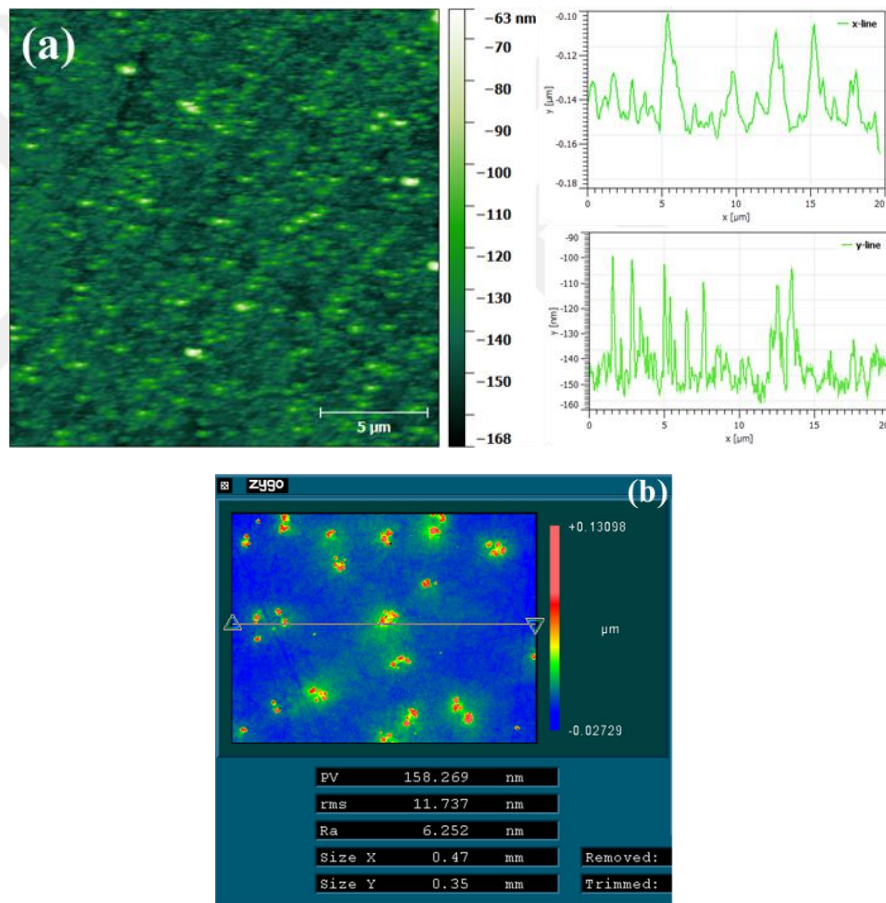 (a)
−63 nm
−70
−80
−90
−100
−110
−120
−130
−140
−150
−168
5 µm
-0.10
-0.12
-0.14
-0.16
-0.18
y [µm]
x-line
0
5
10
15
20
x [µm]
-90
-100
-110
-120
-130
-140
-150
-160
y [nm]
y-line
0
5
10
15
20
x [µm]
zygo
(b)
+0.13098
µm
-0.02729
PV 158.269 nm
rms 11.737 nm
Ra 6.252 nm
Size X 0.47 mm
Removed:
Size Y 0.35 mm
Trimmed: